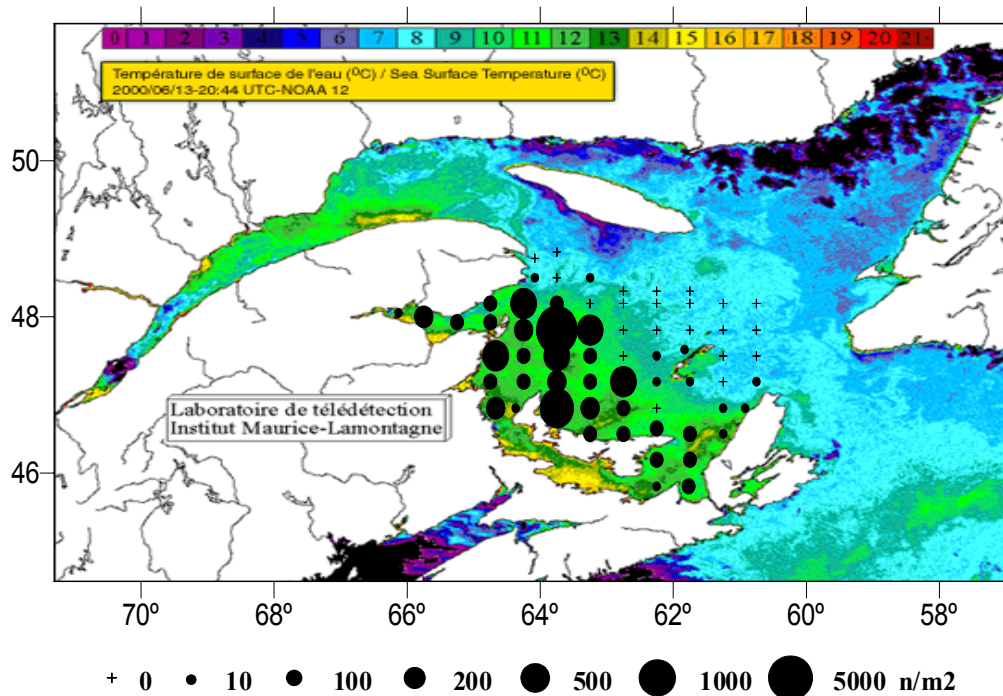 0 1 2 3 4 5 6 7 8 9 10 11 12 13 14 15 16 17 18 19 20 21+
Température de surface de l'eau (⁰C) / Sea Surface Temperature (⁰C)
2000/06/13-20:44 UTC-NOAA 12
50
48
Laboratoire de télédétection
Institut Maurice-Lamontagne
46
70º 68º 66º 64º 62º 60º 58º
0 10 100 200 500 1000 5000 n/m2